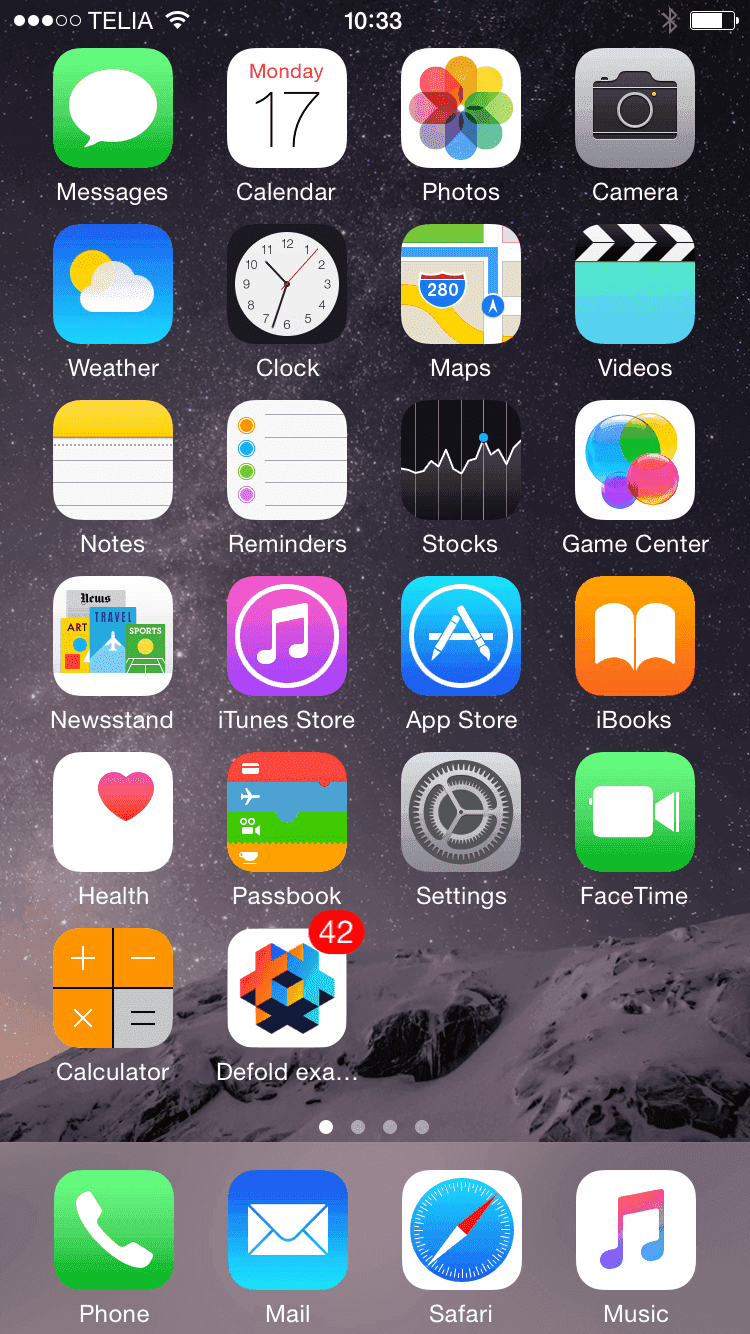 TELIA 10:33
Monday
17
Messages Calendar Photos Camera
12
11 1
10 2
9 3
8 4
7 5
6
280
Weather Clock Maps Videos
Notes Reminders Stocks Game Center
News
TRAVEL
ART
SPORTS
Newsstand iTunes Store App Store iBooks
Health Passbook Settings FaceTime
42
Calculator Defold exa...
Phone Mail Safari Music